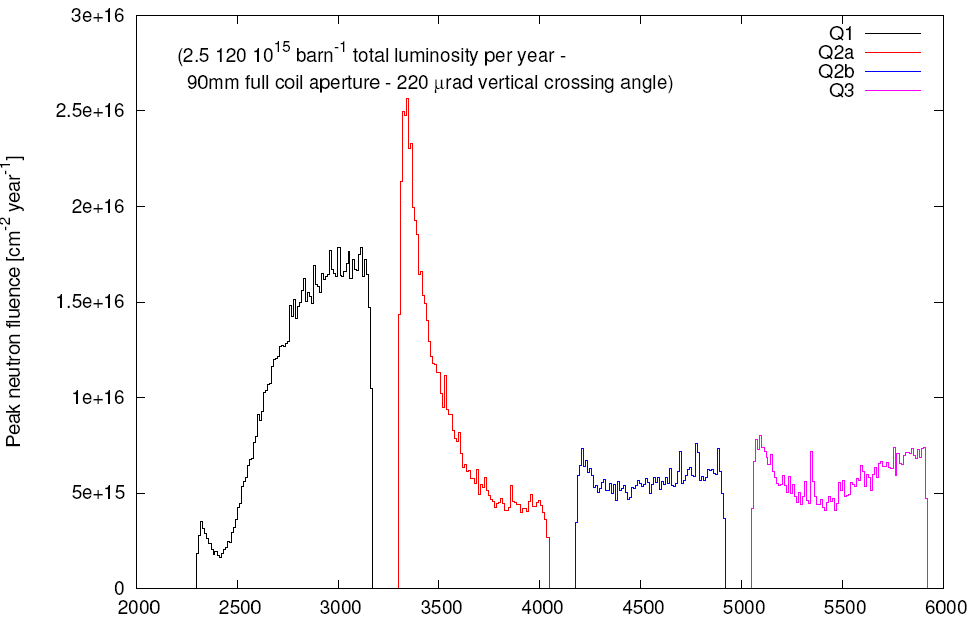 3e+16
2.5e+16
2e+16
1.5e+16
1e+16
5e+15
0
Peak neutron fluence [cm-2 year-1]
(2.5 120 10^15 barn-1 total luminosity per year -
90mm full coil aperture - 220 μrad vertical crossing angle)
Q1
Q2a
Q2b
Q3
2000 2500 3000 3500 4000 4500 5000 5500 6000